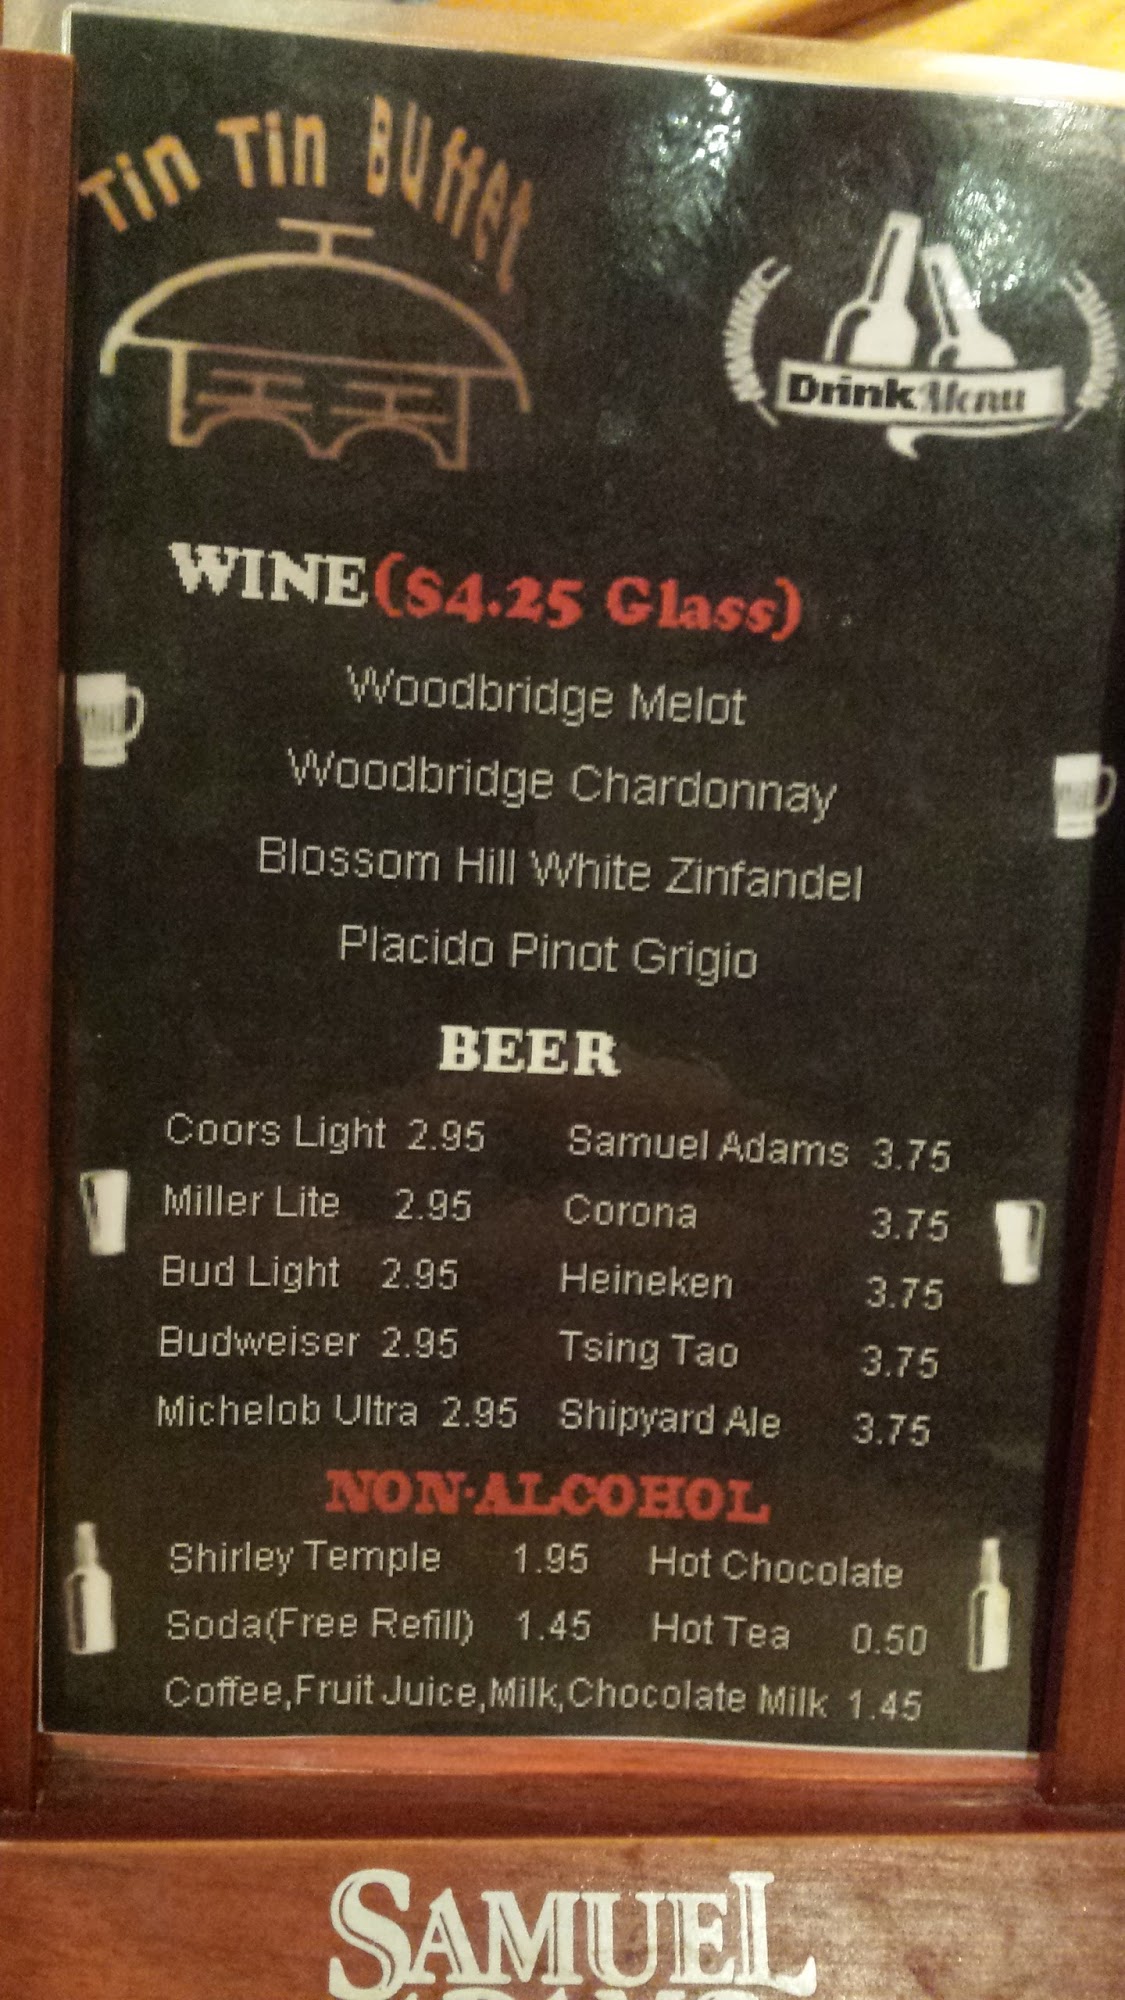 Tin Tin Buffet
Drink Menu
WINE($4.25 Glass)
Woodbridge Melot
Woodbridge Chardonnay
Blossom Hill White Zinfandel
Placido Pinot Grigio
BEER
Coors Light 2.95 Samuel Adams 3.75
Miller Lite 2.95 Corona 3.75
Bud Light 2.95 Heineken 3.75
Budweiser 2.95 Tsing Tao 3.75
Michelob Ultra 2.95 Shipyard Ale 3.75
NON-ALCOHOL
Shirley Temple 1.95 Hot Chocolate
Soda(Free Refill) 1.45 Hot Tea 0.50
Coffee,Fruit Juice,Milk,Chocolate Milk 1.45
SAMUEL
ADAMS